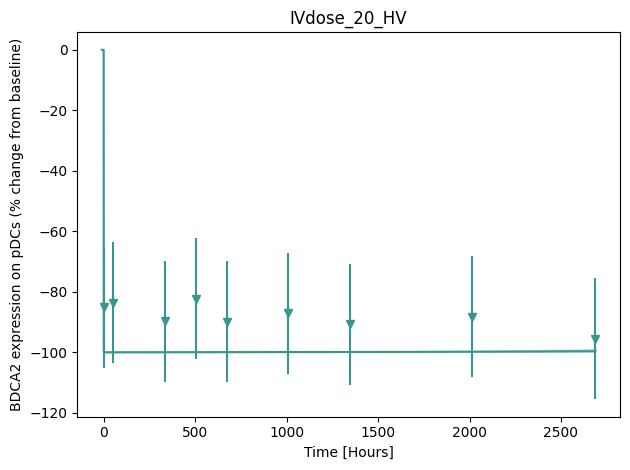 IVdose_20_HV
BDCA2 expression on pDCs (% change from baseline)
0
−20
−40
−60
−80
−100
−120
0 500 1000 1500 2000 2500
Time [Hours]